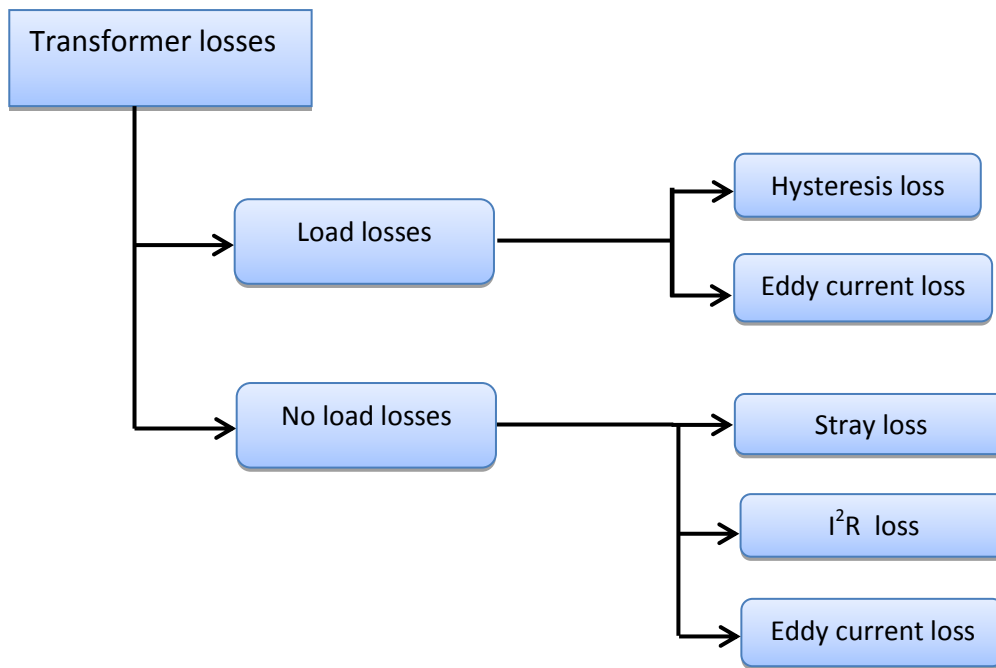 Transformer losses
Hysteresis loss
Load losses
Eddy current loss
No load losses
Stray loss
I²R loss
Eddy current loss